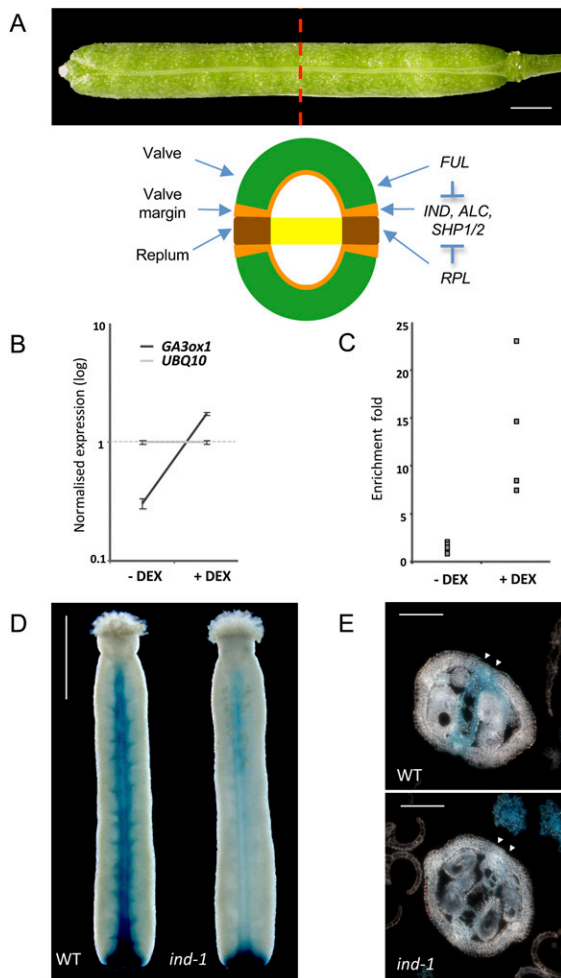 A
Valve
FUL
Valve
margin
IND, ALC,
SHP1/2
Replum
RPL
B
Normalised expression (log)
10
1
0.1
GA3ox1
UBQ10
- DEX
+ DEX
C
Enrichment fold
25
20
15
10
5
0
- DEX
+ DEX
D
WT
ind-1
E
WT
ind-1